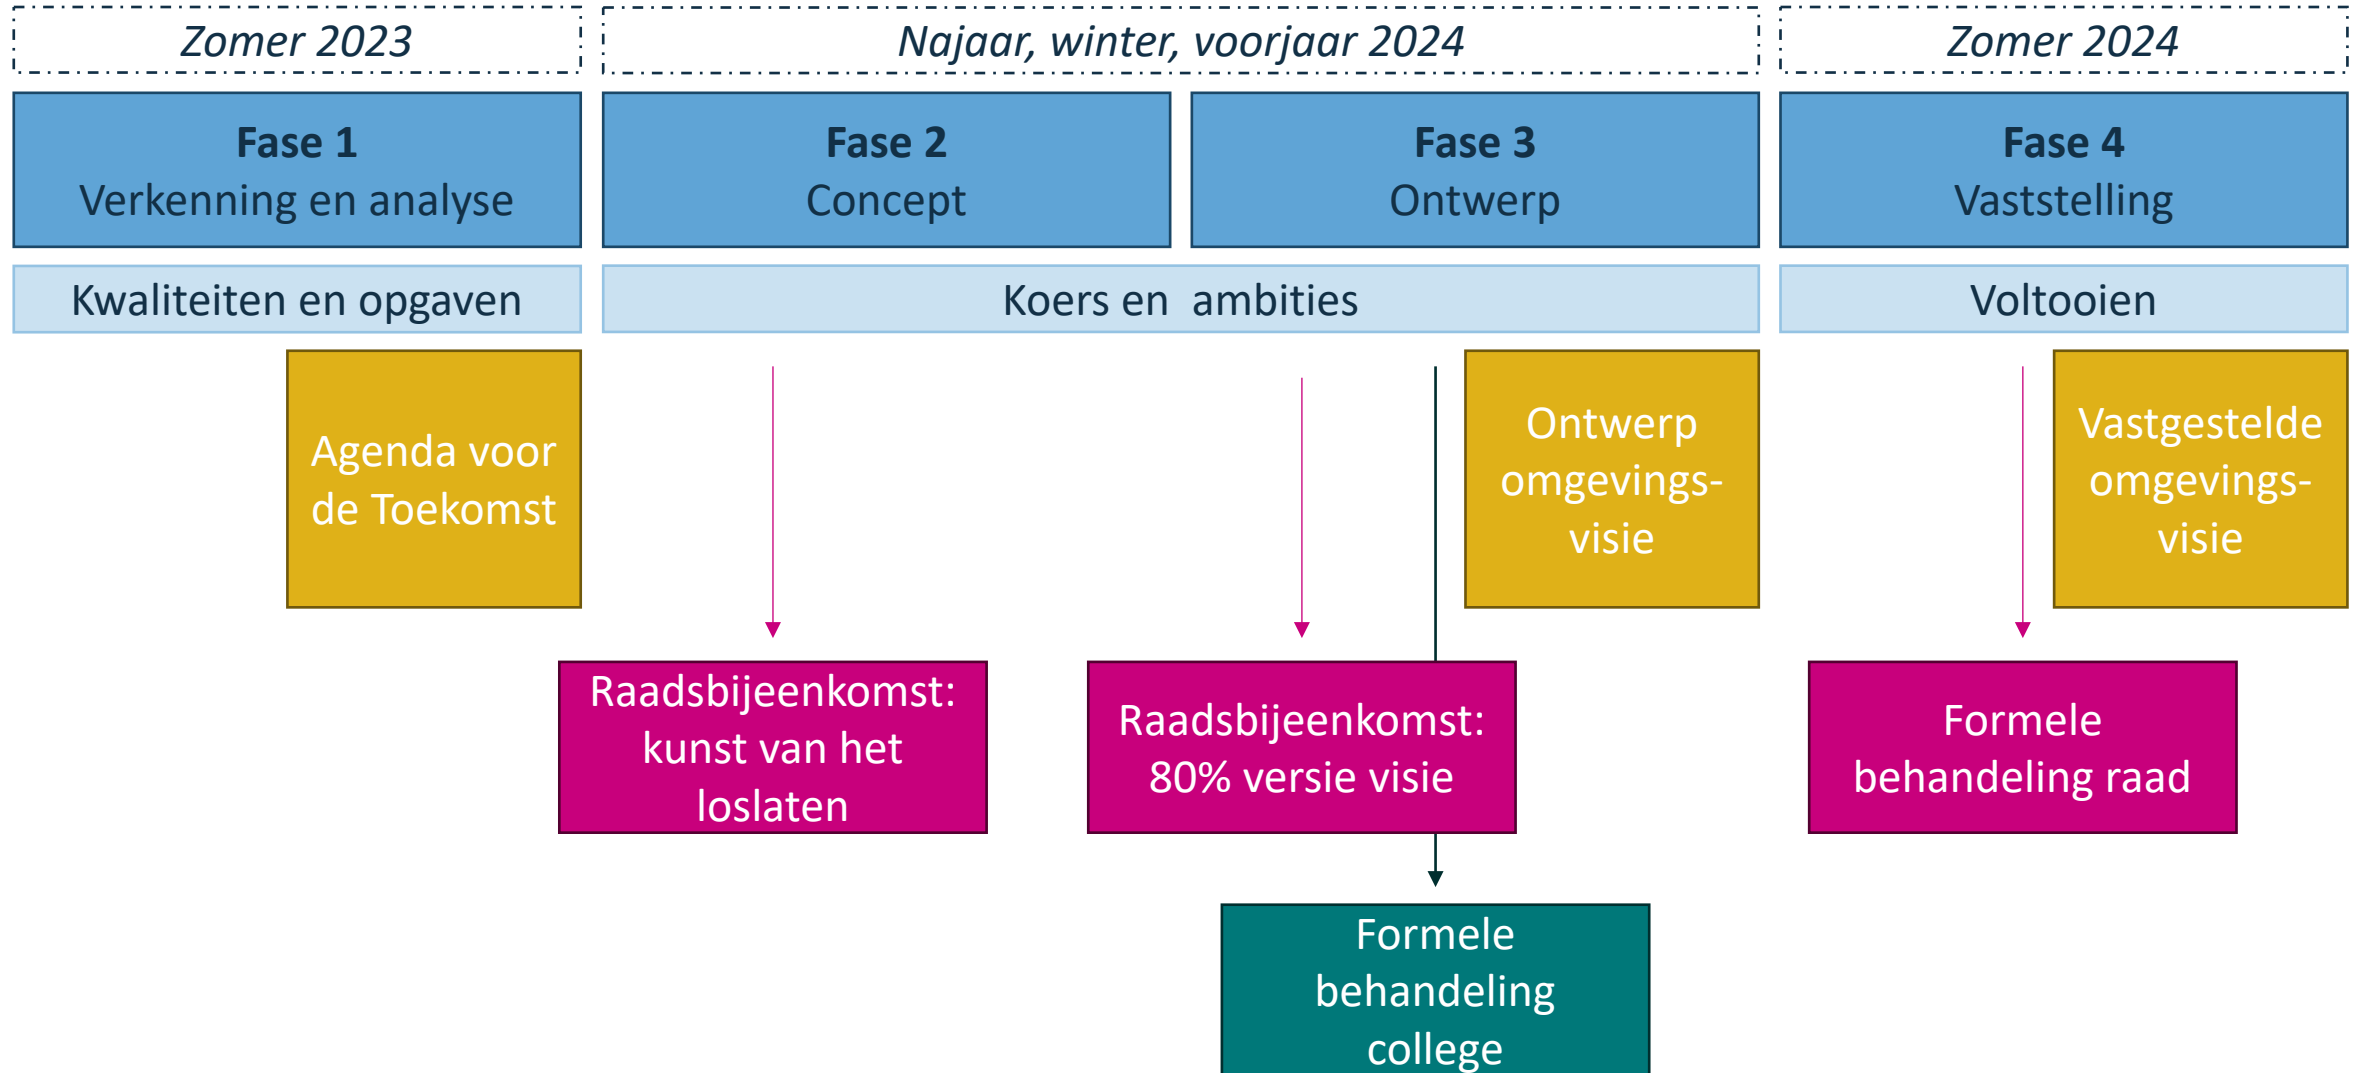 Zomer 2023
Najaar, winter, voorjaar 2024
Zomer 2024
Fase 1
Verkenning en analyse
Fase 2
Concept
Fase 3
Ontwerp
Fase 4
Vaststelling
Kwaliteiten en opgaven
Koers en  ambities
Voltooien
Agenda voor
de Toekomst
Ontwerp
omgevings-
visie
Vastgestelde
omgevings-
visie
Raadsbijeenkomst:
kunst van het
loslaten
Raadsbijeenkomst:
80% versie visie
Formele
behandeling raad
Formele
behandeling
college